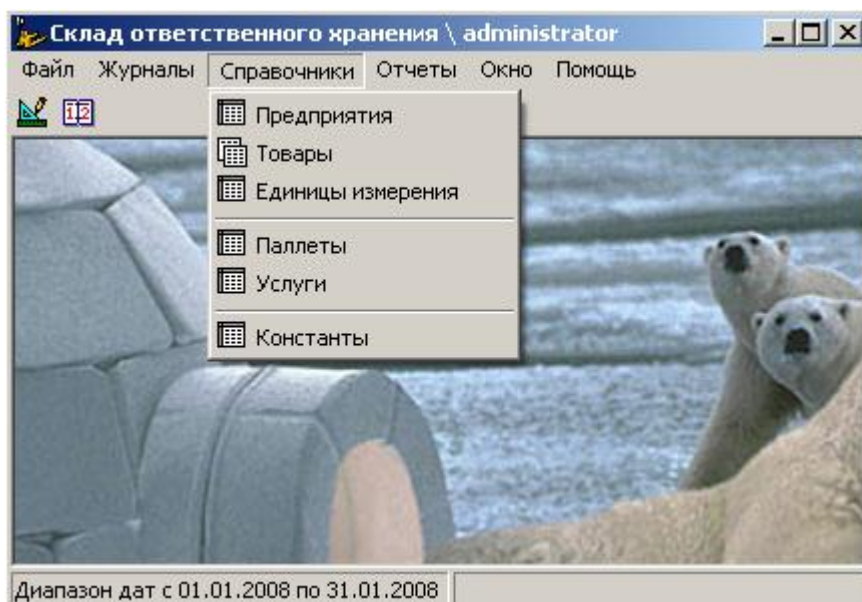 Склад ответственного хранения \ administrator
Файл Журналы Справочники Отчеты Окно Помощь
12
Предприятия
Товары
Единицы измерения
Паллеты
Услуги
Константы
Диапазон дат с 01.01.2008 по 31.01.2008